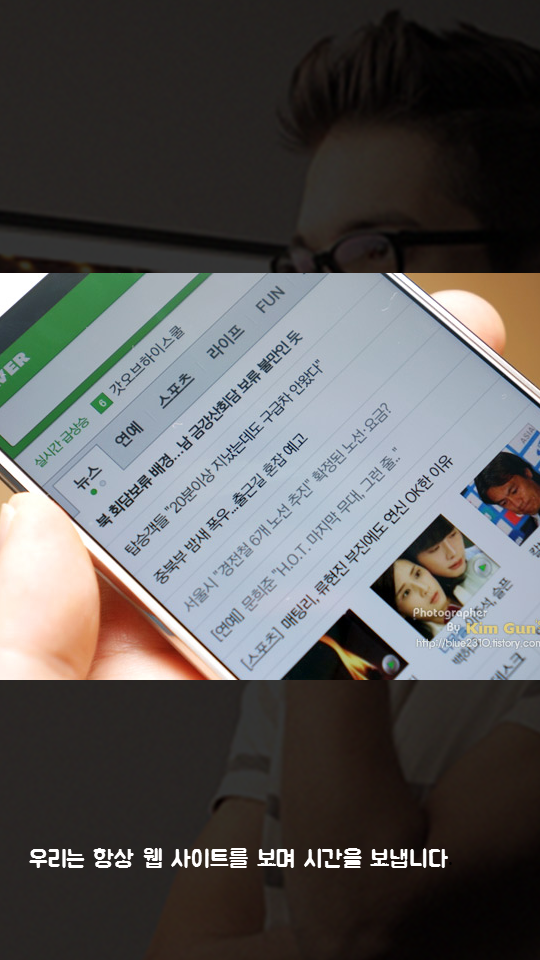 VER
실시간 급상승 6 갓오브하이스쿨
뉴스 연예 스포츠 라이프 FUN
북 회담보류 배경…남 금강산회담 보류 불만인 듯
탑승객들 "20분이상 지났는데도 구급차 안왔다"
중북부 밤새 폭우…출근길 혼잡 예고
서울시 "경전철 6개 노선 추진" 확정된 노선·요금?
[연예] 문희준 "H.O.T. 마지막 무대, 그런 줄.."
[스포츠] 매팅리, 류현진 부진에도 연신 OK한 이유
ASIA
Photographer
By Kim Gun
http://blue2310.tistory.com
우리는 항상 웹 사이트를 보며 시간을 보냅니다